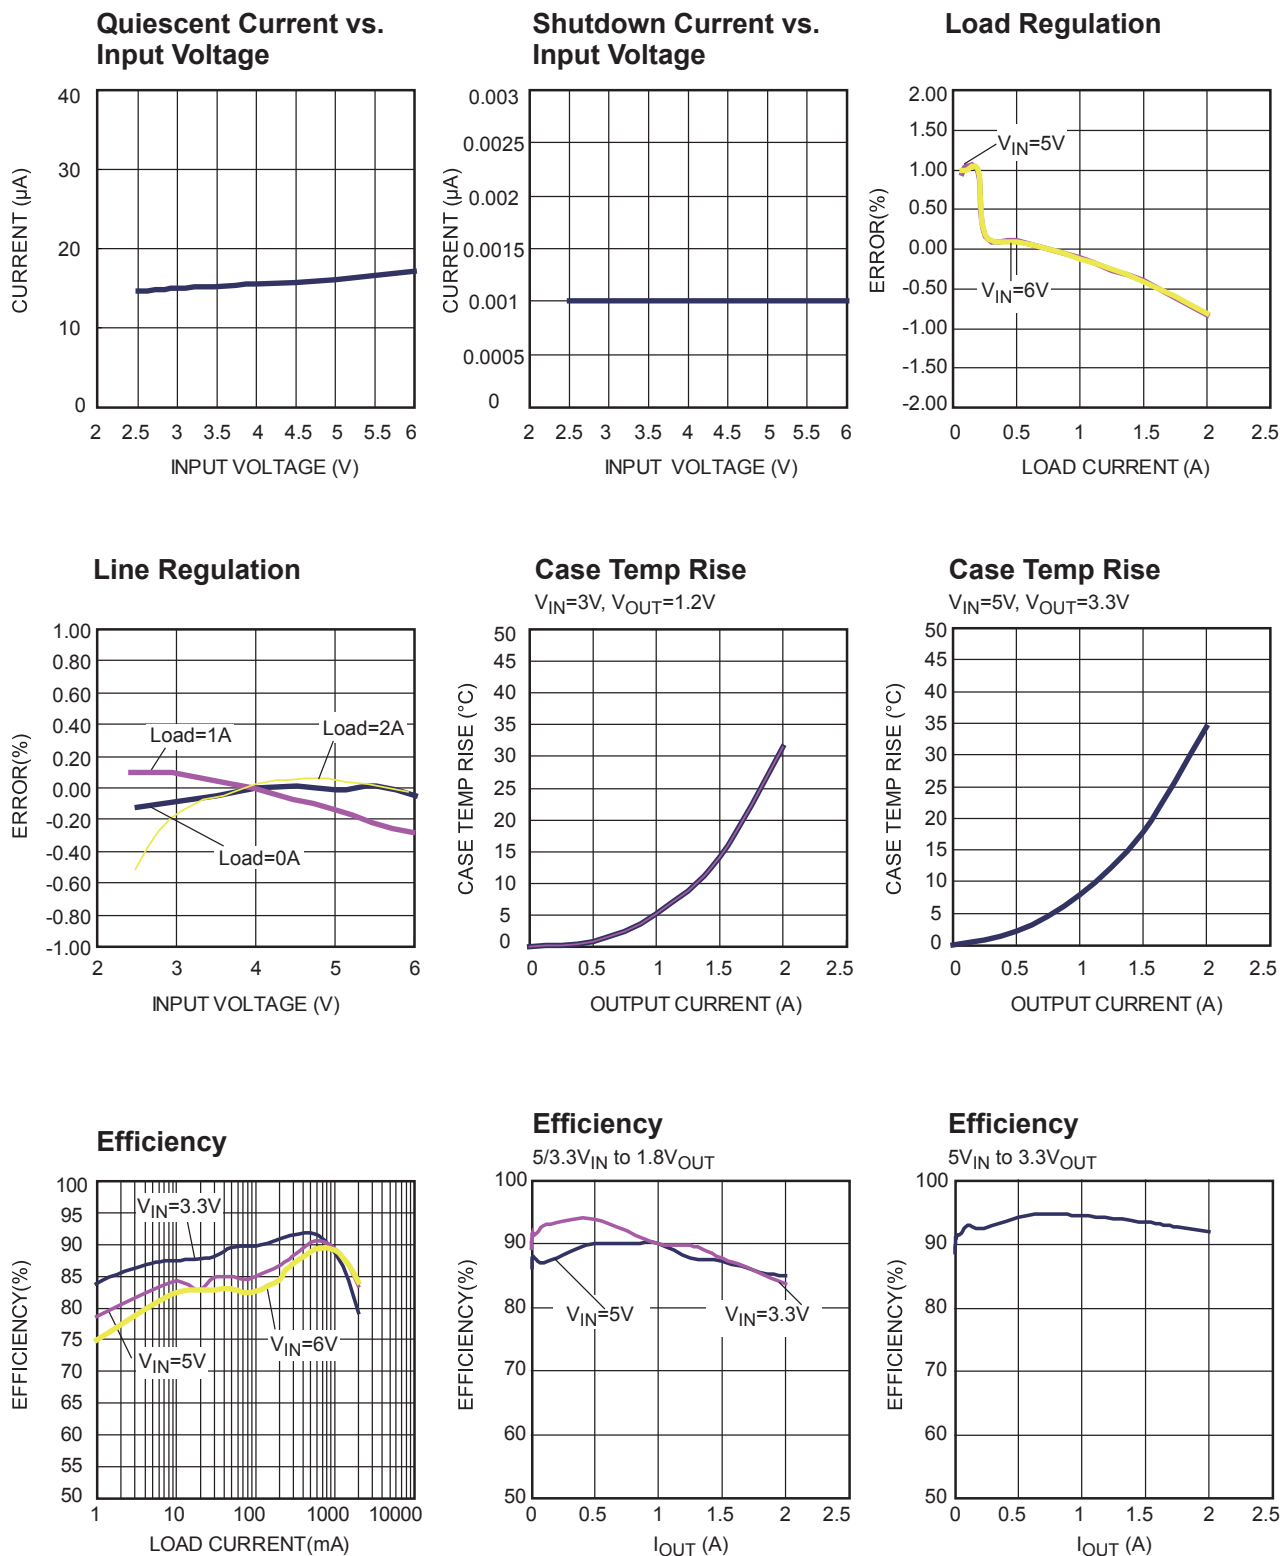 Quiescent Current vs.
Input Voltage
CURRENT (µA)
40
30
20
10
0
2 2.5 3 3.5 4 4.5 5 5.5 6
INPUT VOLTAGE (V)
Shutdown Current vs.
Input Voltage
CURRENT (µA)
0.003
0.0025
0.002
0.0015
0.001
0.0005
0
2 2.5 3 3.5 4 4.5 5 5.5 6
INPUT VOLTAGE (V)
Load Regulation
ERROR(%)
2.00
1.50
1.00
0.50
0.00
-0.50
-1.00
-1.50
-2.00
VIN=5V
VIN=6V
0 0.5 1 1.5 2 2.5
LOAD CURRENT (A)
Line Regulation
ERROR(%)
1.00
0.80
0.60
0.40
0.20
0.00
-0.20
-0.40
-0.60
-0.80
-1.00
Load=1A
Load=2A
Load=0A
2 3 4 5 6
INPUT VOLTAGE (V)
Case Temp Rise
VIN=3V, VOUT=1.2V
CASE TEMP RISE (°C)
50
45
40
35
30
25
20
15
10
5
0
0 0.5 1 1.5 2 2.5
OUTPUT CURRENT (A)
Case Temp Rise
VIN=5V, VOUT=3.3V
CASE TEMP RISE (°C)
50
45
40
35
30
25
20
15
10
5
0
0 0.5 1 1.5 2 2.5
OUTPUT CURRENT (A)
Efficiency
EFFICIENCY(%)
100
95
90
85
80
75
70
65
60
55
50
VIN=3.3V
VIN=6V
VIN=5V
1 10 100 1000 10000
LOAD CURRENT(mA)
Efficiency
5/3.3VIN to 1.8VOUT
EFFICIENCY(%)
100
90
80
70
60
50
VIN=5V
VIN=3.3V
0 0.5 1 1.5 2 2.5
IOUT (A)
Efficiency
5VIN to 3.3VOUT
EFFICIENCY(%)
100
90
80
70
60
50
0 0.5 1 1.5 2 2.5
IOUT (A)